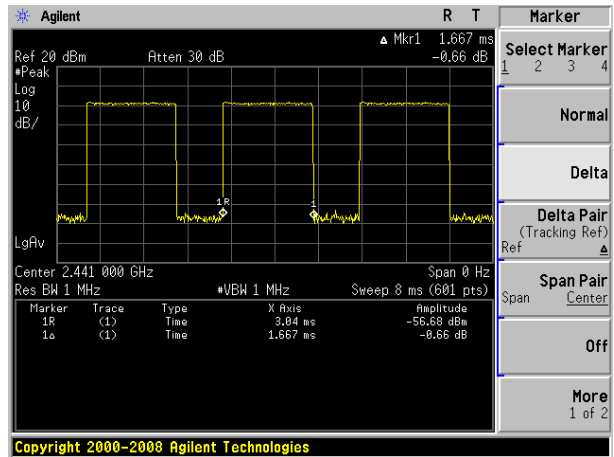 Agilent R T
Marker
Δ Mkr1 1.667 ms
Ref 20 dBm Atten 30 dB -0.66 dB
#Peak
Log
10
dB/
LgAv
1R
1
Center 2.441 000 GHz Span 0 Hz
Res BW 1 MHz #VBW 1 MHz Sweep 8 ms (601 pts)
Marker Trace Type X Axis Amplitude
1R (1) Time 3.04 ms -56.68 dBm
1Δ (1) Time 1.667 ms -0.66 dB
Select Marker
1 2 3 4
Normal
Delta
Delta Pair
(Tracking Ref)
Ref Δ
Span Pair
Span Center
Off
More
1 of 2
Copyright 2000-2008 Agilent Technologies